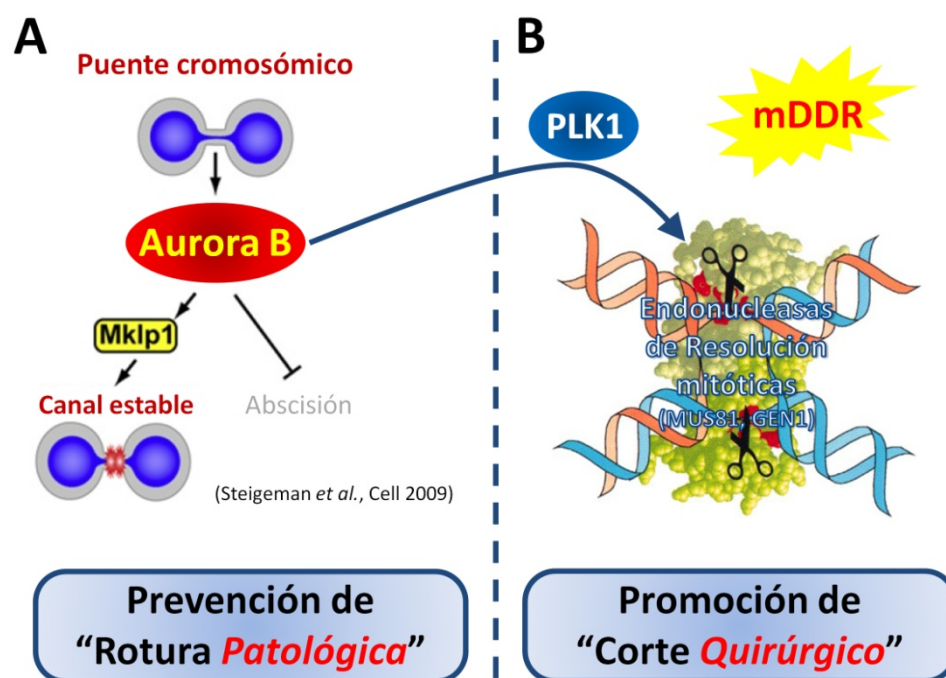 A
Puente cromosómico
Aurora B
Mklp1
Canal estable
Abscisión
(Steigeman et al., Cell 2009)
Prevención de
“Rotura Patológica”
B
PLK1
mDDR
Endonucleasas
de Resolución
mitóticas
(MUS81, GEN1)
Promoción de
“Corte Quirúrgico”